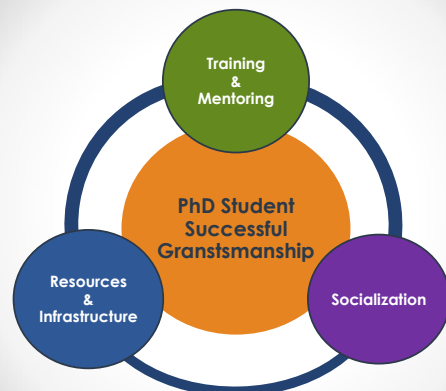 Training
&
Mentoring
PhD Student
Successful
Granstsmanship
Resources
&
Infrastructure
Socialization